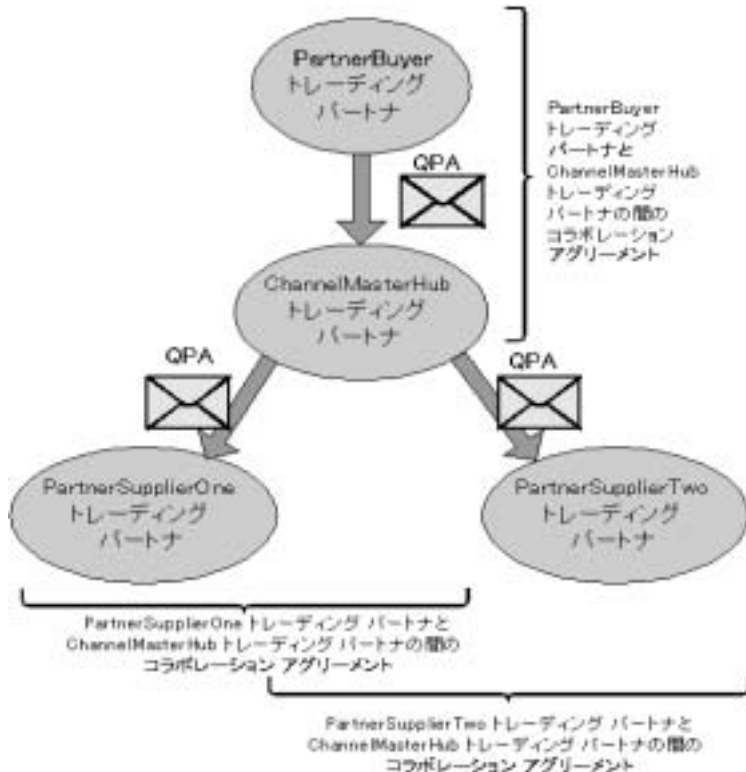 PartnerBuyer
トレーディング
パートナ
QPA
PartnerBuyer
トレーディング
パートナと
ChannelMasterHub
トレーディング
パートナの間の
コラボレーション
アグリーメント
ChannelMasterHub
トレーディング
パートナ
QPA
QPA
PartnerSupplierOne
トレーディング
パートナ
PartnerSupplierTwo
トレーディング
パートナ
PartnerSupplierOne トレーディング パートナと
ChannelMasterHub トレーディング パートナの間の
コラボレーション アグリーメント
PartnerSupplierTwo トレーディング パートナと
ChannelMasterHub トレーディング パートナの間の
コラボレーション アグリーメント